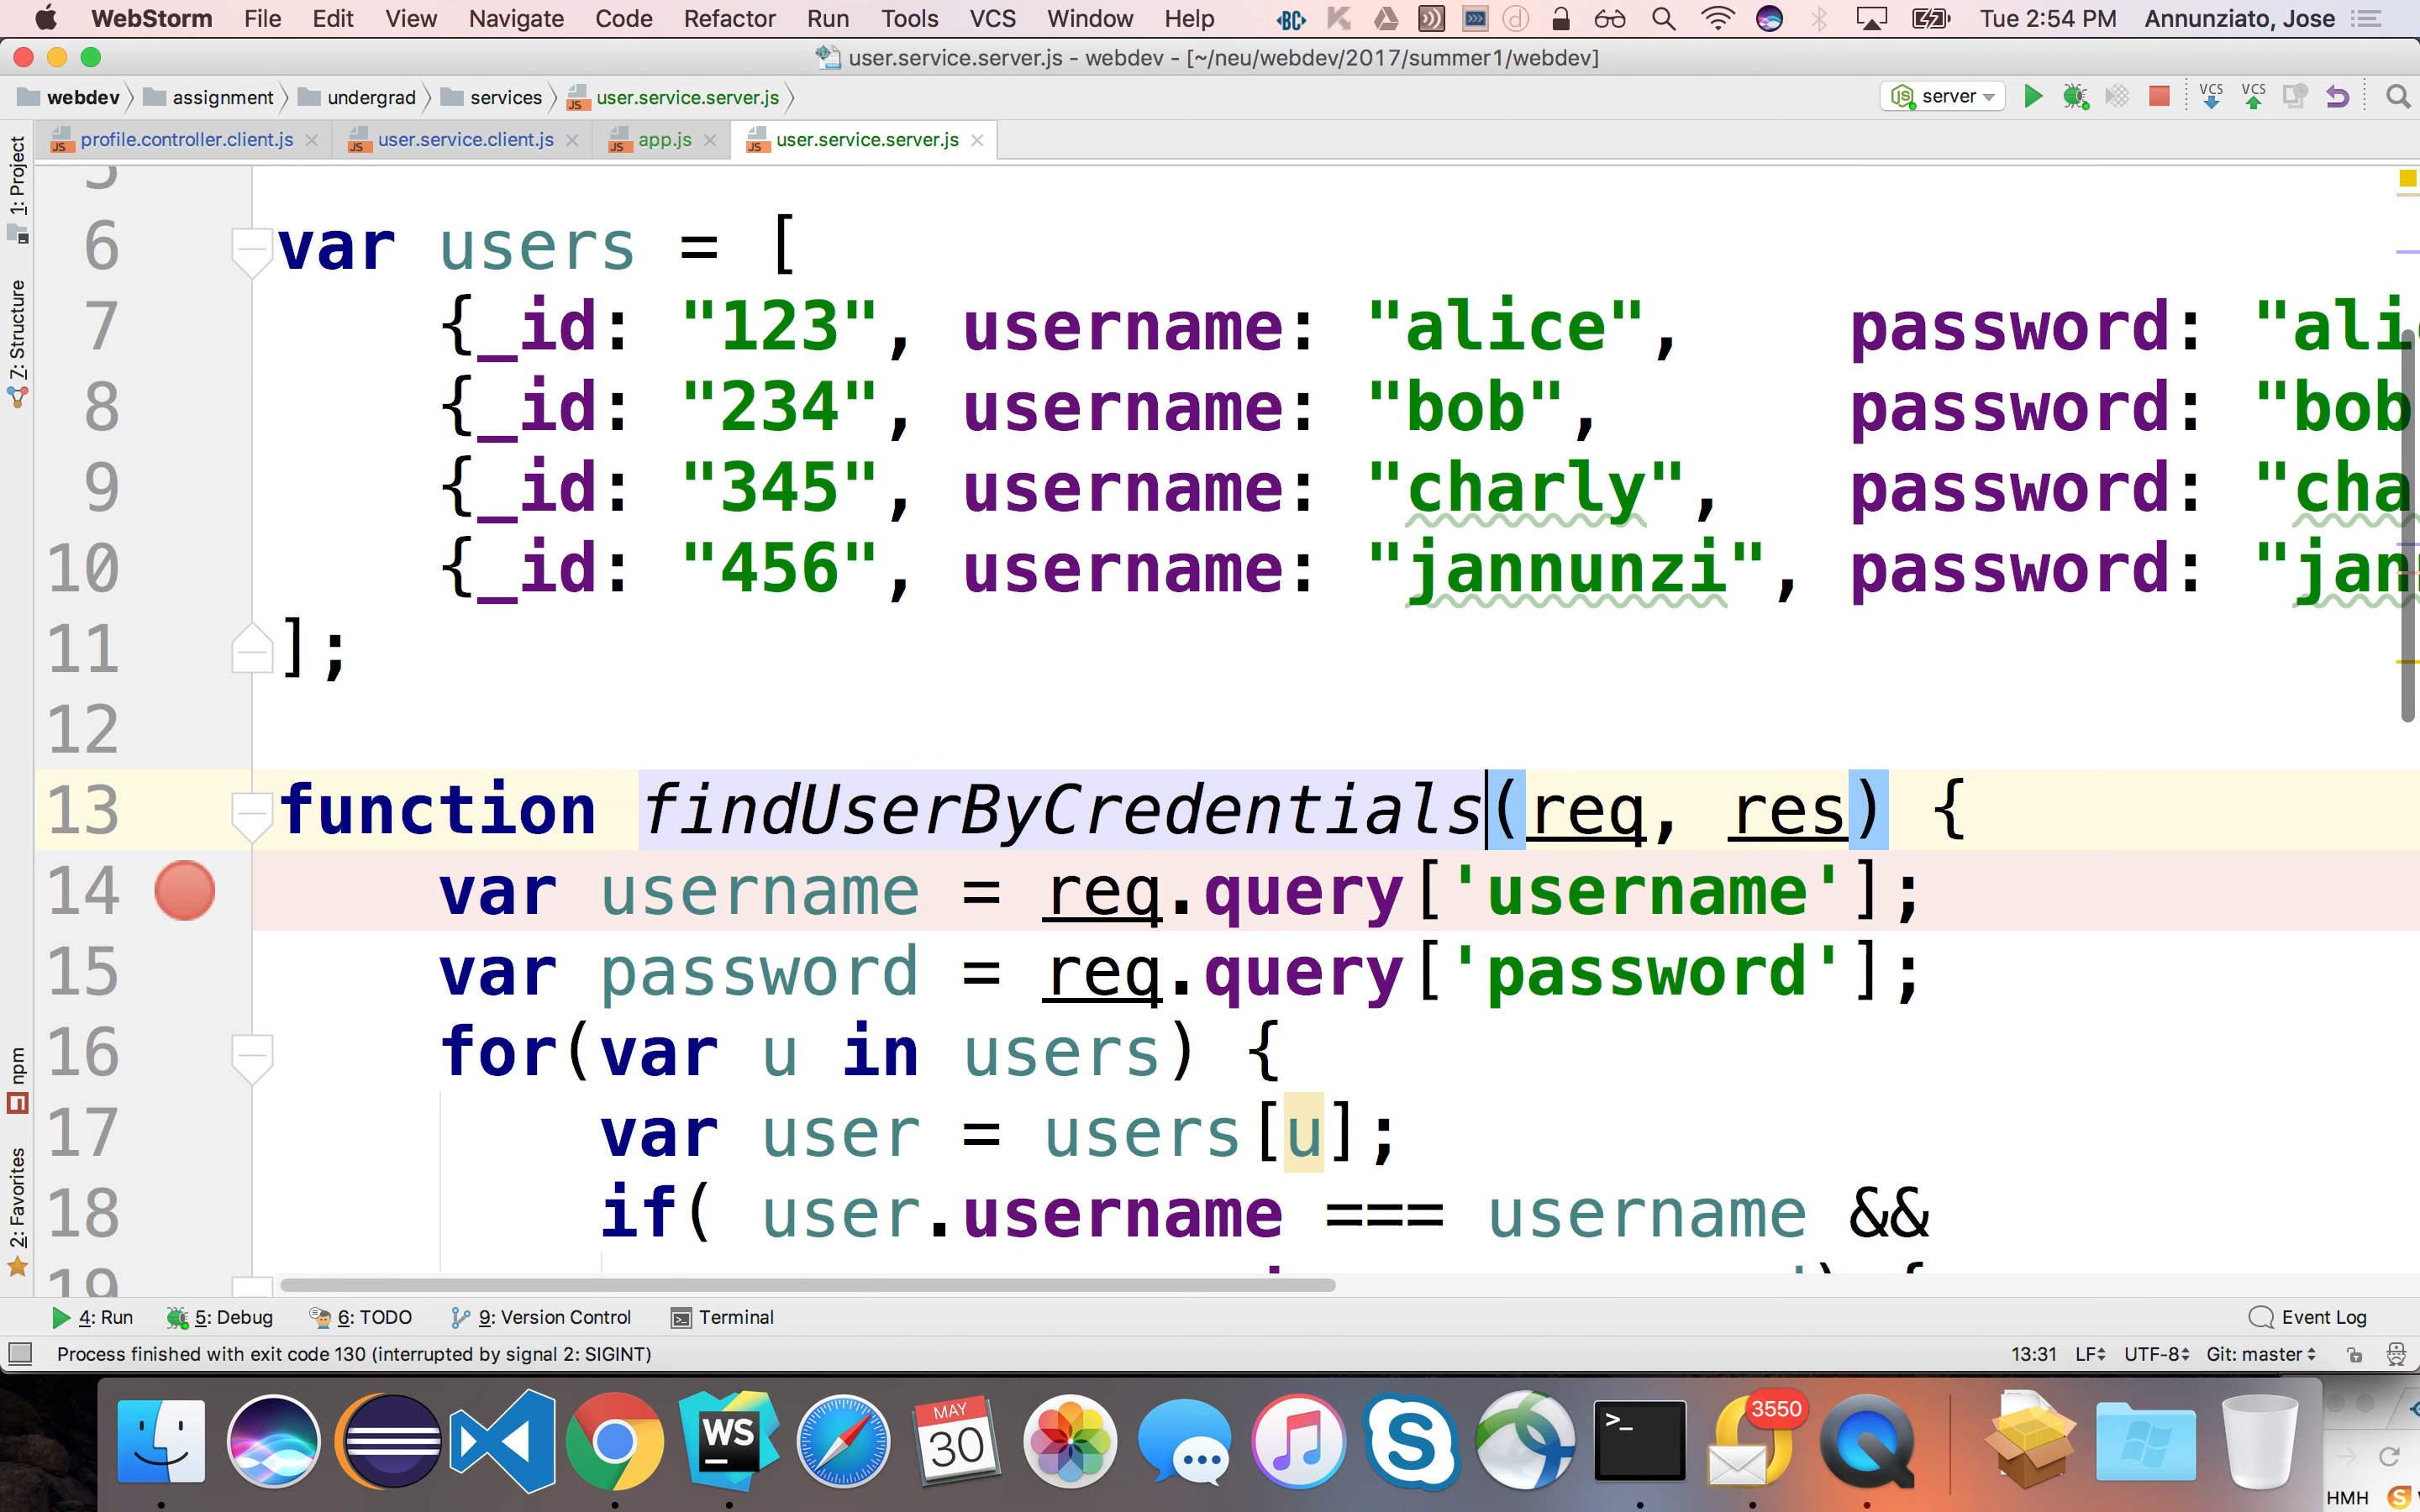 WebStorm File Edit View Navigate Code Refactor Run Tools VCS Window Help BC Tue 2:54 PM Annunziato, Jose
user.service.server.js - webdev - [~/neu/webdev/2017/summer1/webdev]
webdev assignment undergrad services user.service.server.js server VCS VCS
profile.controller.client.js user.service.client.js app.js user.service.server.js
1: Project
7: Structure
npm
2: Favorites
5
6 var users = [
7 {_id: "123", username: "alice", password: "ali
8 {_id: "234", username: "bob", password: "bob
9 {_id: "345", username: "charly", password: "cha
10 {_id: "456", username: "jannunzi", password: "jan
11 ];
12
13 function findUserByCredentials(req, res) {
14 var username = req.query['username'];
15 var password = req.query['password'];
16 for(var u in users) {
17 var user = users[u];
18 if( user.username === username &&
19
4: Run 5: Debug 6: TODO 9: Version Control Terminal Event Log
Process finished with exit code 130 (interrupted by signal 2: SIGINT) 13:31 LF UTF-8 Git: master
WS MAY 30 3550
HMH